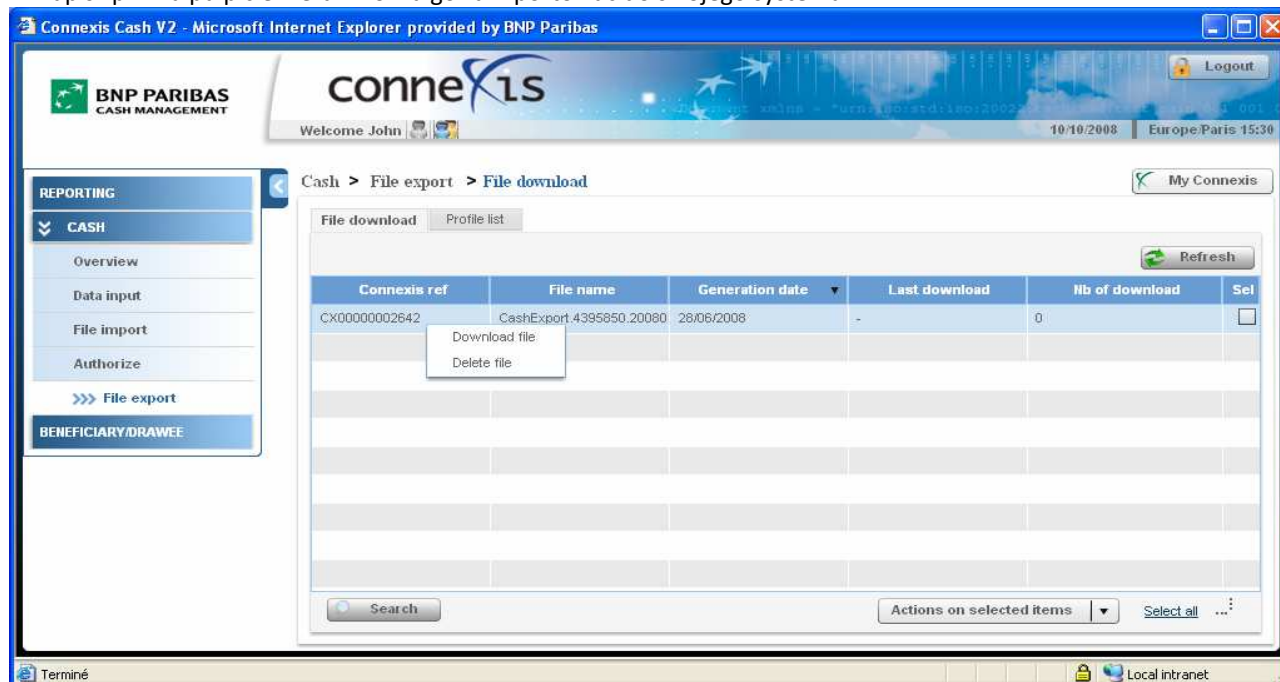 Connexis Cash V2 - Microsoft Internet Explorer provided by BNP Paribas
BNP PARIBAS
CASH MANAGEMENT
conneXis
Logout
Welcome John
10/10/2008 Europe/Paris 15:30
Cash > File export > File download
My Connexis
REPORTING
CASH
Overview
Data input
File import
Authorize
>>> File export
BENEFICIARY/DRAWEE
File download Profile list
Refresh
Connexis ref File name Generation date Last download Nb of download Sel
CX00000002642 CashExport.4395850.20080 28/06/2008 - 0
Download file
Delete file
Search
Actions on selected items
Select all ...
Terminé
Local intranet